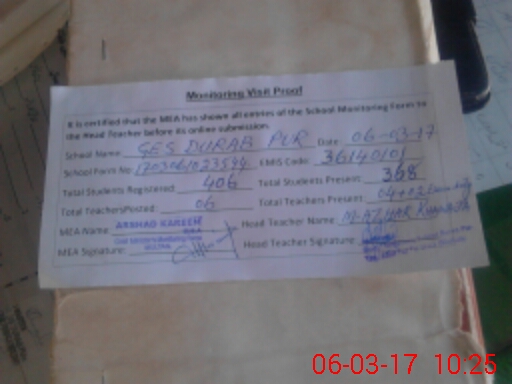 Monitoring Visit Proof
It is certified that the MEA has shown all entries of the School Monitoring Form to
the Head Teacher before its online submission.
School Name: GES DURAB PUR Date: 06-03-17
School Form No EMIS Code: 36140101
Total Students Registered: 406 Total Students Present: 368
Total Teachers Posted: 06 Total Teachers Present: 04+02
MEA Name: KAREEM Head Teacher Name: MAZHAR
MEA Signature: Head Teacher Signature:
06-03-17 10:25